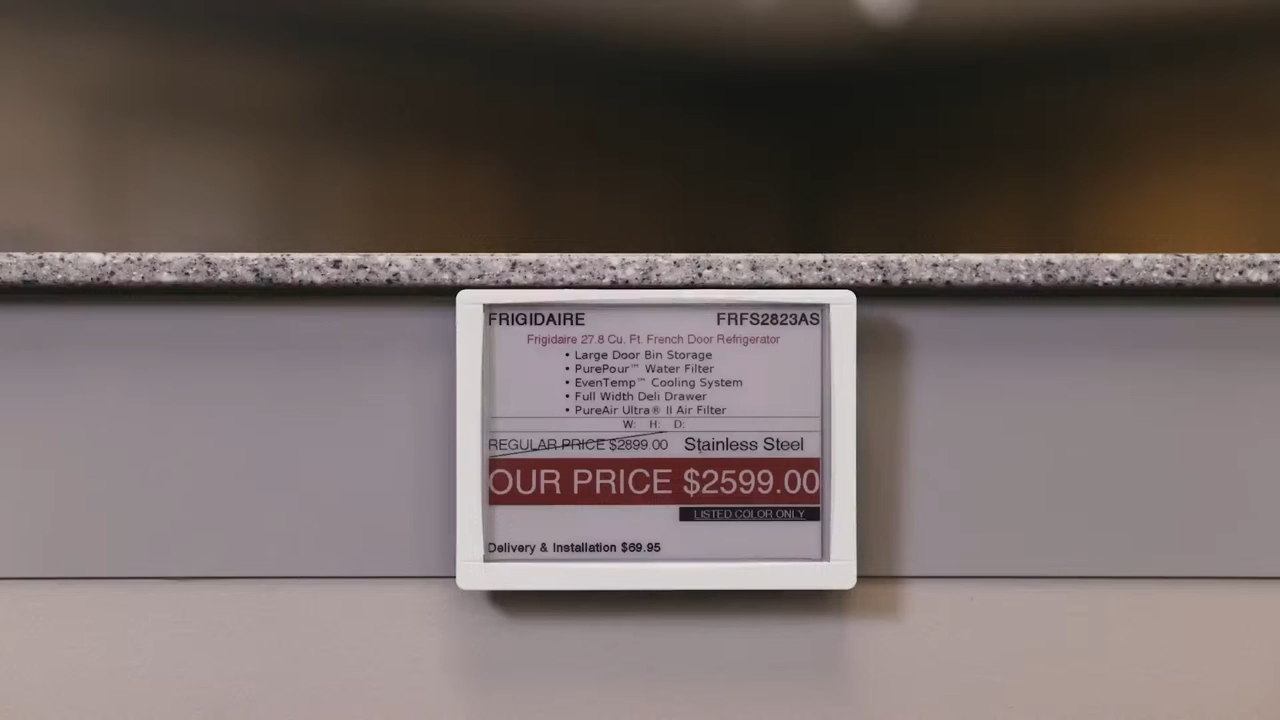 FRIGIDAIRE FRFS2823AS
Frigidaire 27.8 Cu. Ft. French Door Refrigerator
• Large Door Bin Storage
• PurePour™ Water Filter
• EvenTemp™ Cooling System
• Full Width Deli Drawer
• PureAir Ultra® II Air Filter
W: H: D:
REGULAR PRICE $2899.00 Stainless Steel
OUR PRICE $2599.00
LISTED COLOR ONLY
Delivery & Installation $69.95